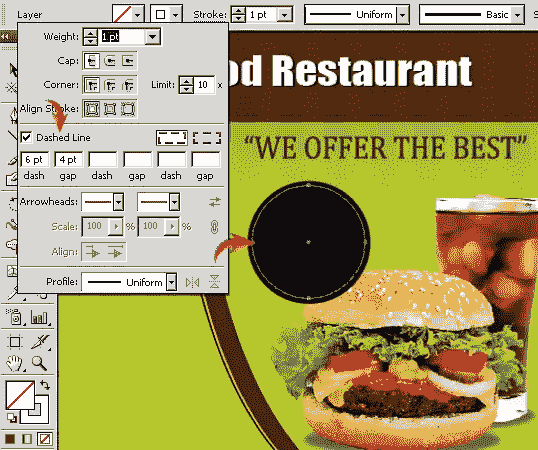 Layer Stroke: 1 pt Uniform Basic S
Weight: 1 pt
Cap:
Corner: Limit: 10 x
Align Stroke:
Dashed Line
6 pt 4 pt
dash gap dash gap dash gap
Arrowheads:
Scale: 100 % 100 %
Align:
Profile: Uniform
od Restaurant
“WE OFFER THE BEST”